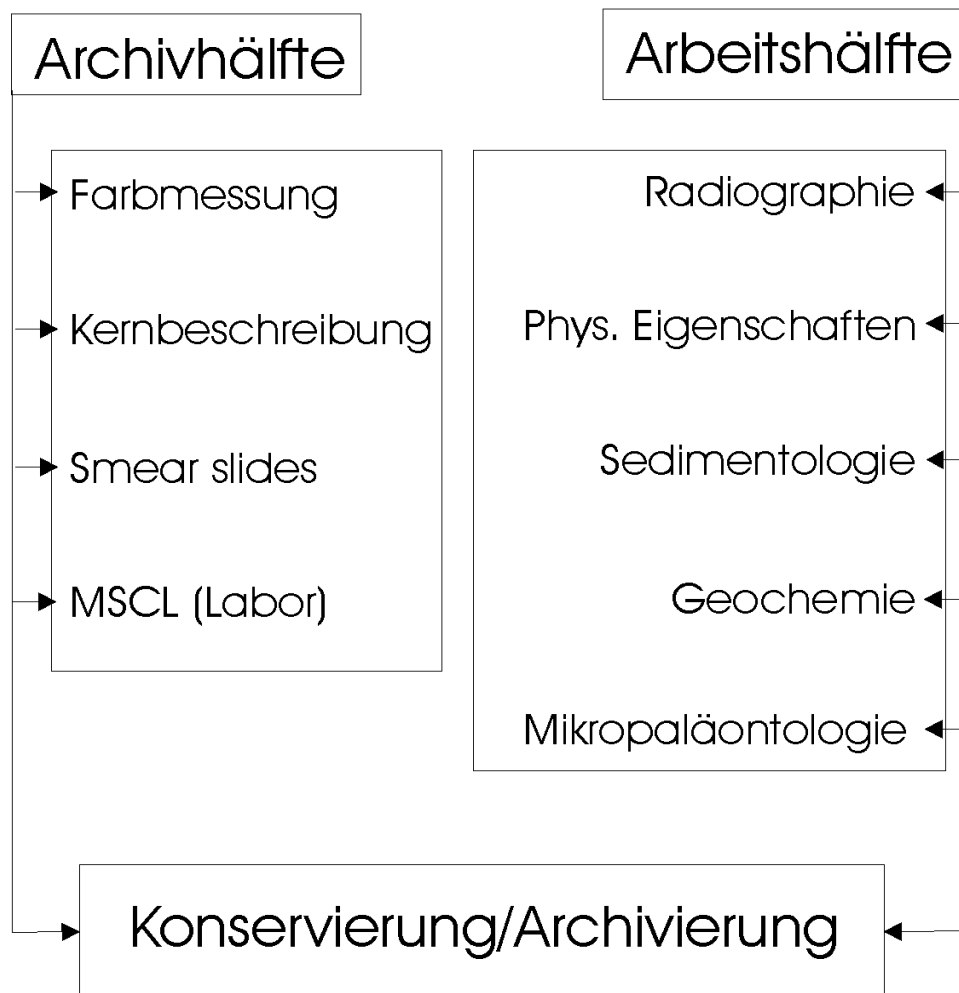 Archivhälfte
Farbmessung
Kernbeschreibung
Smear slides
MSCL (Labor)
Arbeitshälfte
Radiographie
Phys. Eigenschaften
Sedimentologie
Geochemie
Mikropaläontologie
Konservierung/Archivierung